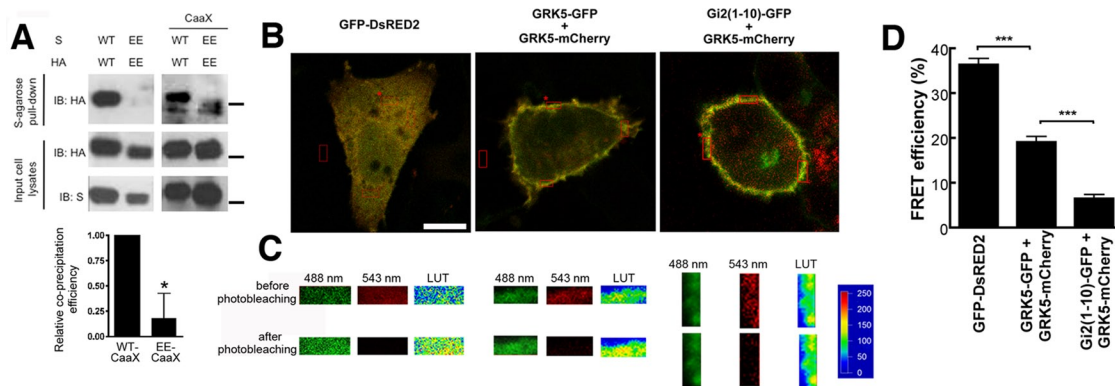 A
CaaX
S WT EE WT EE
HA WT EE WT EE
S-agarose
pull-down
IB: HA
Input cell
lysates
IB: HA
IB: S
Relative co-precipitation
efficiency
1.00
0.75
0.50
0.25
0.00
*
WT-
CaaX
EE-
CaaX
B
GFP-DsRED2
GRK5-GFP
+
GRK5-mCherry
Gi2(1-10)-GFP
+
GRK5-mCherry
C
488 nm 543 nm LUT
488 nm 543 nm LUT
488 nm 543 nm LUT
before
photobleaching
after
photobleaching
250
200
150
100
50
0
D
FRET efficiency (%)
60
40
20
0
***
***
GFP-DsRED2
GRK5-GFP +
GRK5-mCherry
Gi2(1-10)-GFP +
GRK5-mCherry